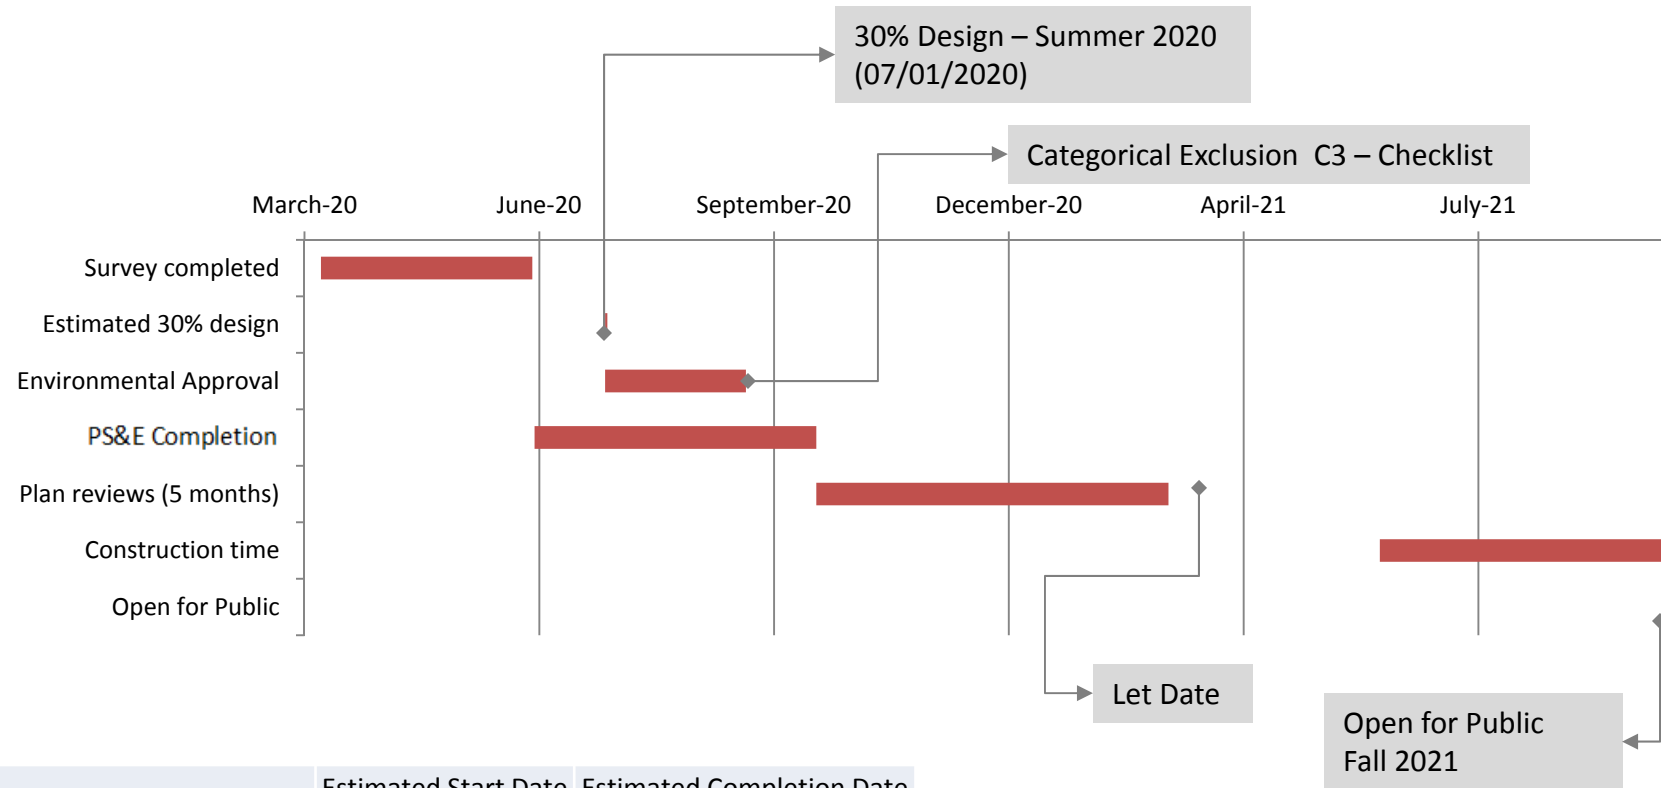 30% Design – Summer 2020
(07/01/2020)
Categorical Exclusion  C3 – Checklist
March-20 June-20 September-20 December-20 April-21 July-21
Survey completed
Estimated 30% design
Environmental Approval
PS&E Completion
Plan reviews (5 months)
Construction time
Open for Public
Let Date
Open for Public
Fall 2021
Estimated Start Date Estimated Completion Date